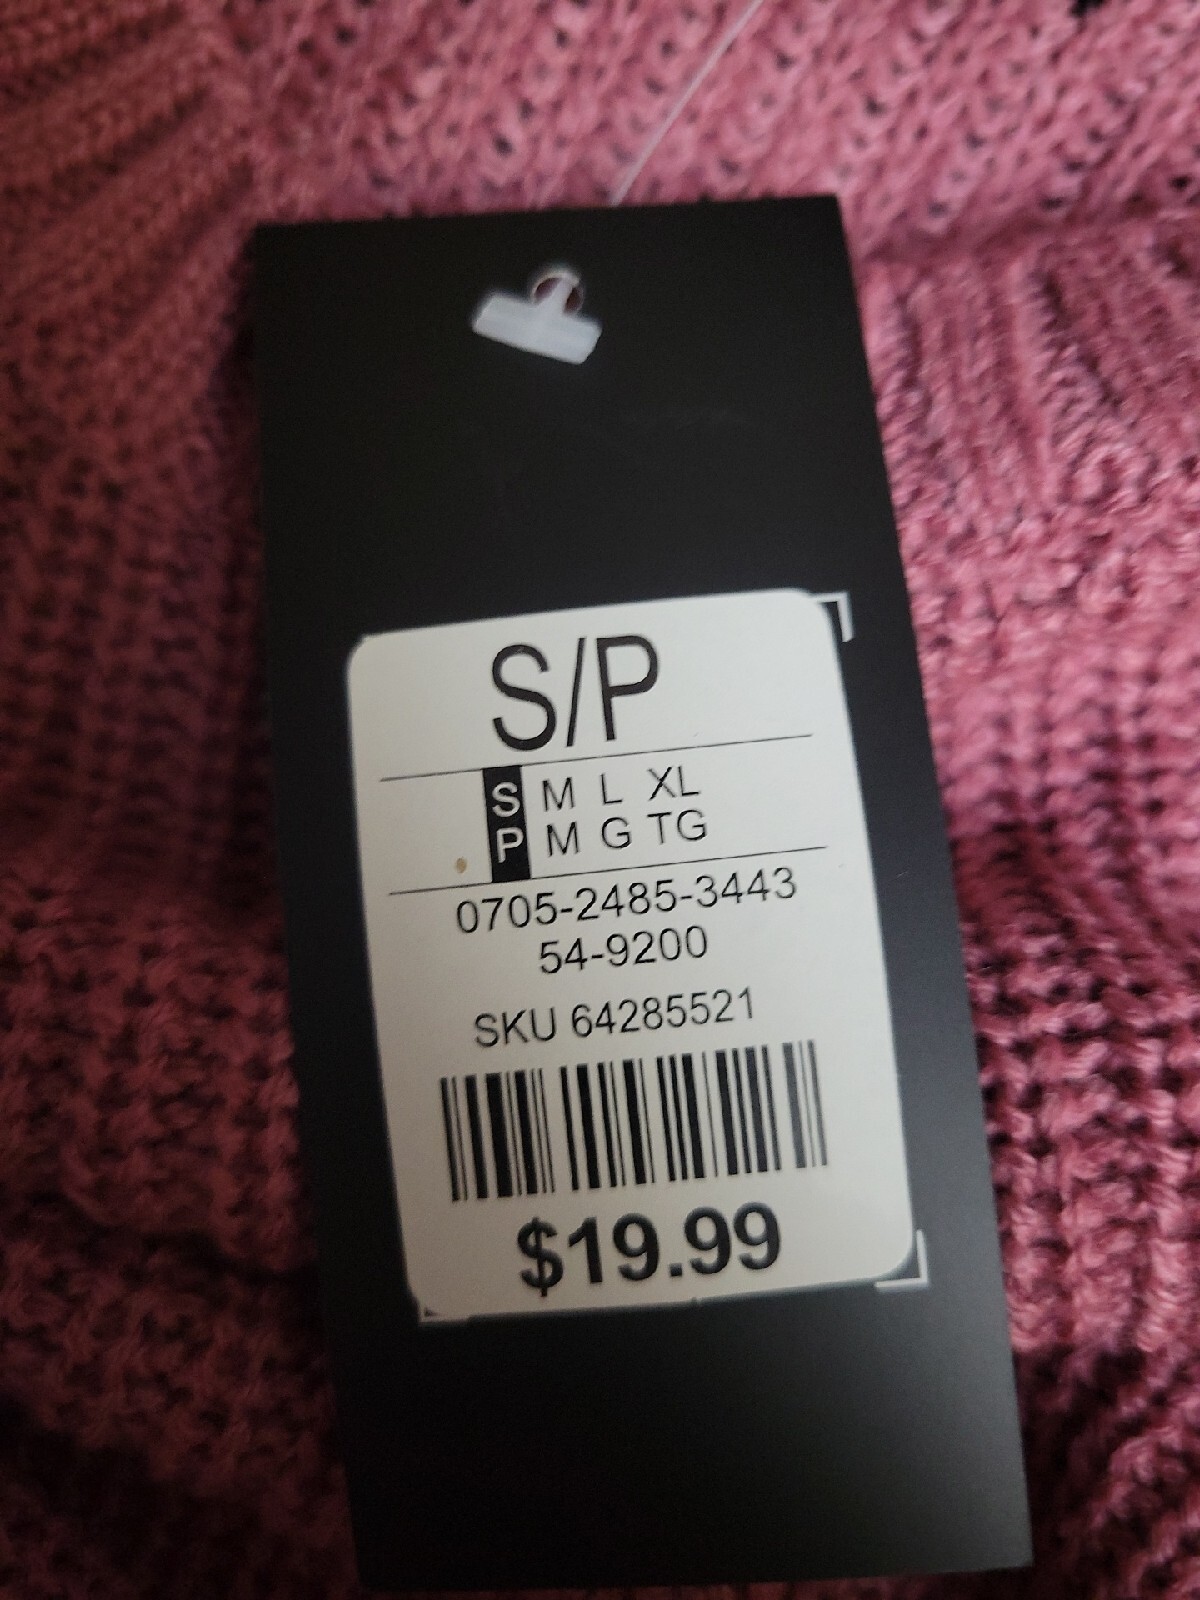 S/P
S M L XL
P M G TG
0705-2485-3443
54-9200
SKU 64285521
$19.99